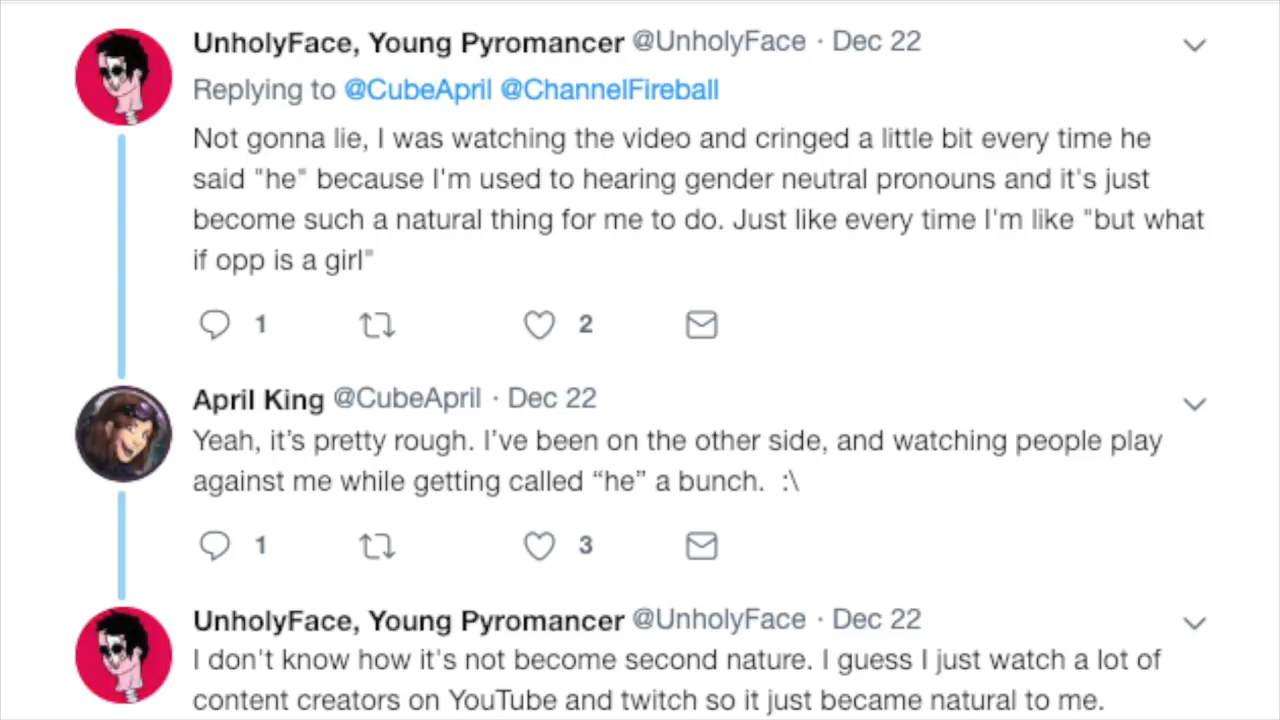 UnholyFace, Young Pyromancer @UnholyFace · Dec 22
Replying to @CubeApril @ChannelFireball
Not gonna lie, I was watching the video and cringed a little bit every time he
said "he" because I'm used to hearing gender neutral pronouns and it's just
become such a natural thing for me to do. Just like every time I'm like "but what
if opp is a girl"
1 2
April King @CubeApril · Dec 22
Yeah, it’s pretty rough. I’ve been on the other side, and watching people play
against me while getting called “he” a bunch. :\
1 3
UnholyFace, Young Pyromancer @UnholyFace · Dec 22
I don't know how it's not become second nature. I guess I just watch a lot of
content creators on YouTube and twitch so it just became natural to me.